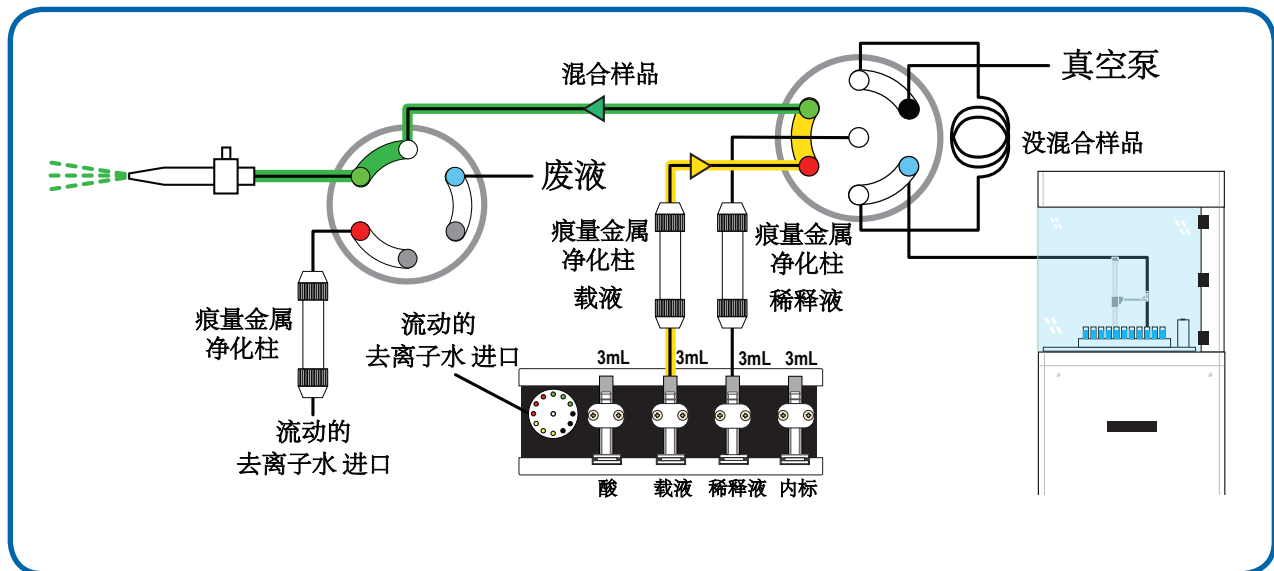 混合样品
真空泵
没混合样品
废液
痕量金属
净化柱
载液
痕量金属
净化柱
稀释液
痕量金属
净化柱
流动的
去离子水 进口
流动的
去离子水 进口
3mL
3mL
3mL
3mL
酸
载液
稀释液
内标